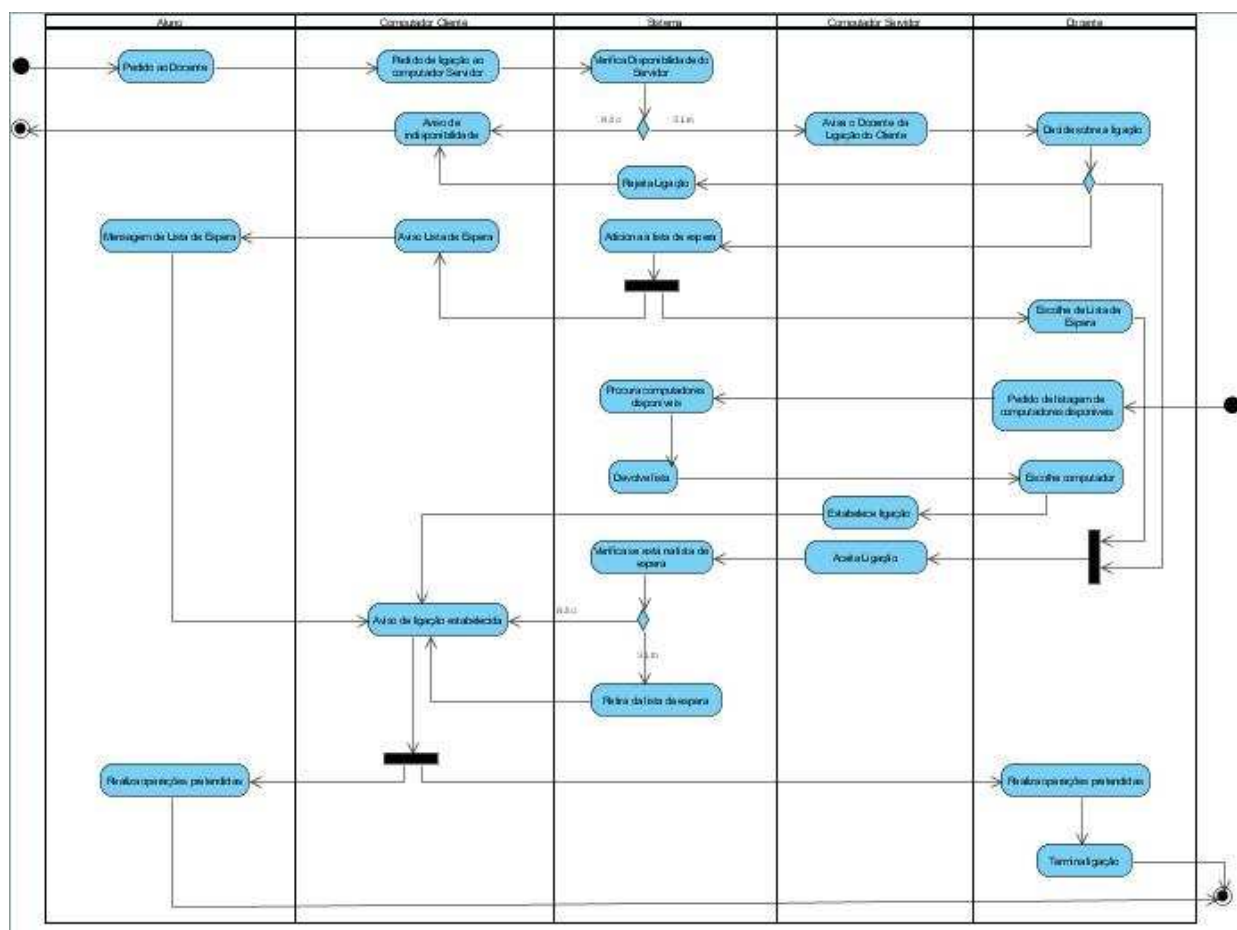 Aluno
Computador Cliente
Sistema
Computador Servidor
Docente
Pedido ao Docente
Pedido de ligação ao
computador Servidor
Verifica Disponibilidade do
Servidor
Não
Sim
Aviso de
indisponibilidade
Avisa o Docente da
Ligação do Cliente
Decide sobre a ligação
Rejeita Ligação
Mensagem de Lista de Espera
Aviso Lista de Espera
Adiciona à lista de espera
Escolhe da Lista de
Espera
Procura computadores
disponíveis
Pedido de listagem de
computadores disponíveis
Devolve lista
Escolhe computador
Estabelece ligação
Verifica se está na lista de
espera
Aceita Ligação
Não
Aviso de ligação estabelecida
Sim
Retira da lista de espera
Realiza operações pretendidas
Realiza operações pretendidas
Termina ligação